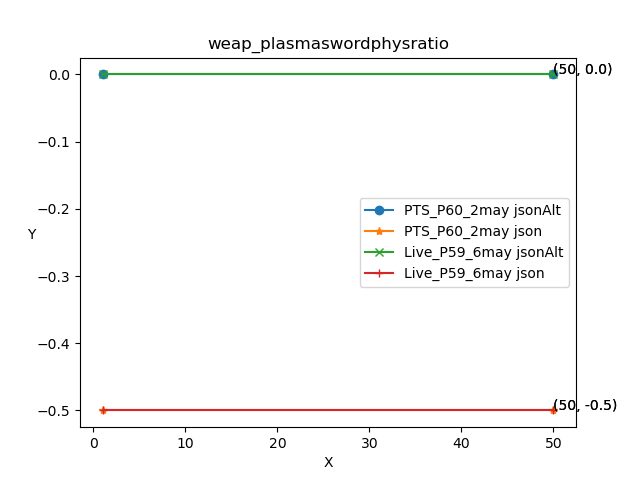 weap_plasmaswordphysratio
0.0
(50, 0.0)
−0.1
−0.2
Y
−0.3
−0.4
−0.5
PTS_P60_2may jsonAlt
PTS_P60_2may json
Live_P59_6may jsonAlt
Live_P59_6may json
(50, -0.5)
0 10 20 30 40 50
X